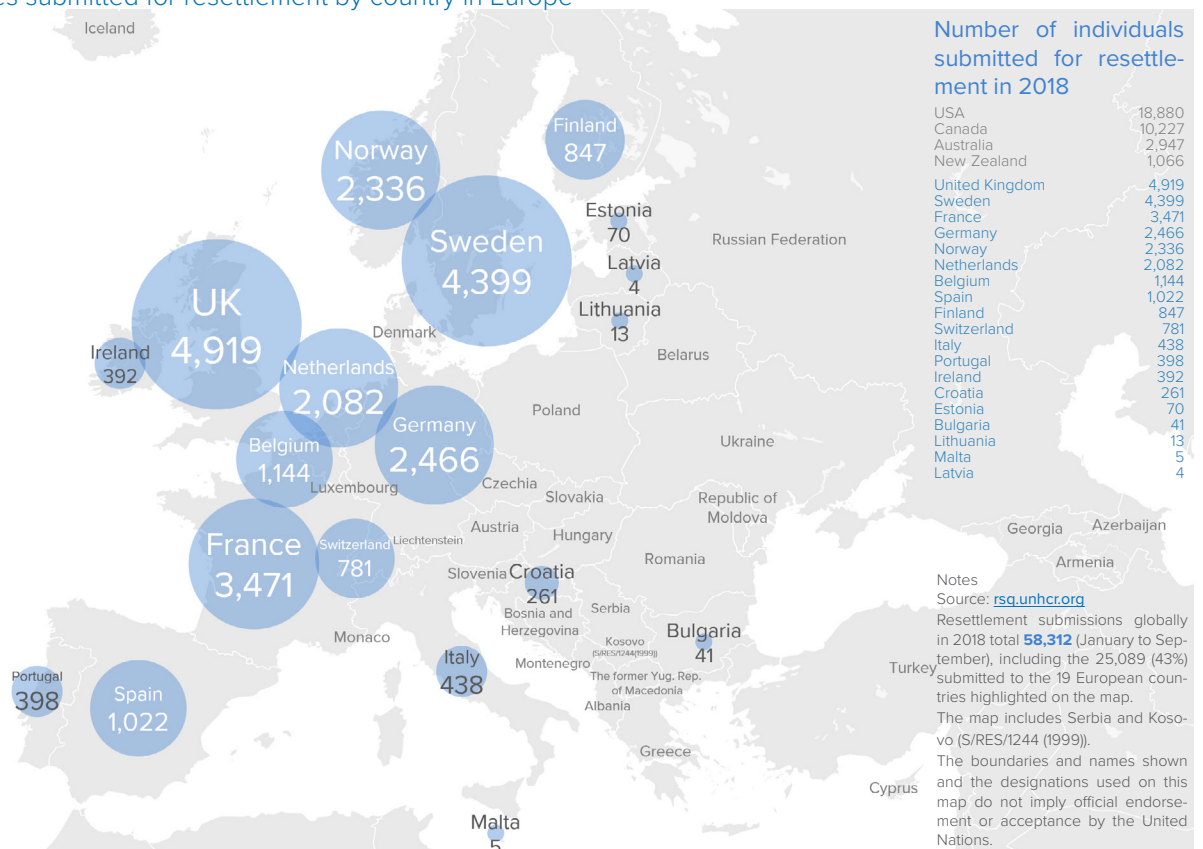 es submitted for resettlement by country in Europe
Iceland
Norway
2,336
Finland
847
Sweden
4,399
Estonia
70
Latvia
4
Lithuania
13
Russian Federation
UK
4,919
Ireland
392
Denmark
Netherlands
2,082
Belarus
Poland
Germany
2,466
Belgium
1,144
Luxembourg
Ukraine
Czechia
Slovakia
Republic of
Moldova
Austria
Hungary
Liechtenstein
France
3,471
Switzerland
781
Romania
Slovenia
Croatia
261
Bosnia and
Herzegovina
Serbia
Monaco
Kosovo
(S/RES/1244(1999))
Bulgaria
41
Italy
438
Montenegro
The former Yug. Rep.
of Macedonia
Albania
Portugal
398
Spain
1,022
Greece
Turkey
Cyprus
Malta
5
Georgia
Azerbaijan
Armenia
Number of individuals
submitted for resettle-
ment in 2018
USA 18,880
Canada 10,227
Australia 2,947
New Zealand 1,066
United Kingdom 4,919
Sweden 4,399
France 3,471
Germany 2,466
Norway 2,336
Netherlands 2,082
Belgium 1,144
Spain 1,022
Finland 847
Switzerland 781
Italy 438
Portugal 398
Ireland 392
Croatia 261
Estonia 70
Bulgaria 41
Lithuania 13
Malta 5
Latvia 4
Notes
Source: rsq.unhcr.org
Resettlement submissions globally
in 2018 total 58,312 (January to Sep-
tember), including the 25,089 (43%)
submitted to the 19 European coun-
tries highlighted on the map.
The map includes Serbia and Koso-
vo (S/RES/1244 (1999)).
The boundaries and names shown
and the designations used on this
map do not imply official endorse-
ment or acceptance by the United
Nations.